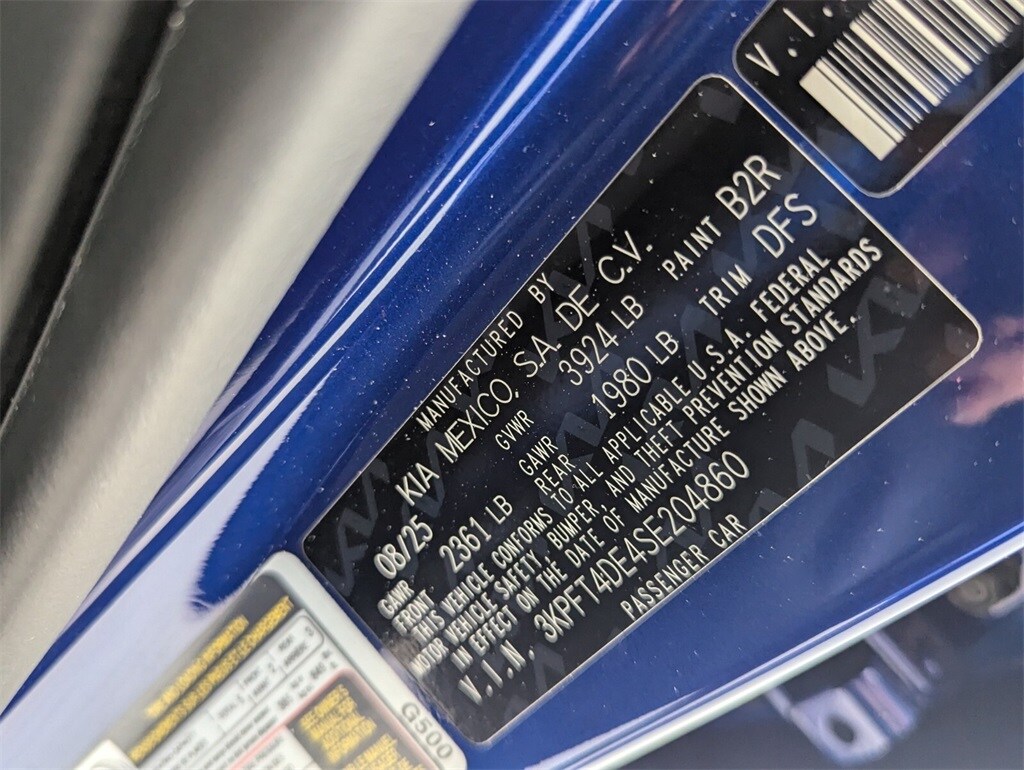 V.I.
MANUFACTURED BY
KIA MEXICO, S.A. DE C.V.
08/25 GVWR 3924 LB PAINT B2R
GAWR FRONT 2361 LB GAWR REAR 1980 LB TRIM DFS
THIS VEHICLE CONFORMS TO ALL APPLICABLE U.S.A. FEDERAL
MOTOR VEHICLE SAFETY, BUMPER AND THEFT PREVENTION STANDARDS
IN EFFECT ON THE DATE OF MANUFACTURE SHOWN ABOVE.
V.I.N. 3KPFT4DE4SE204860
PASSENGER CAR
G500